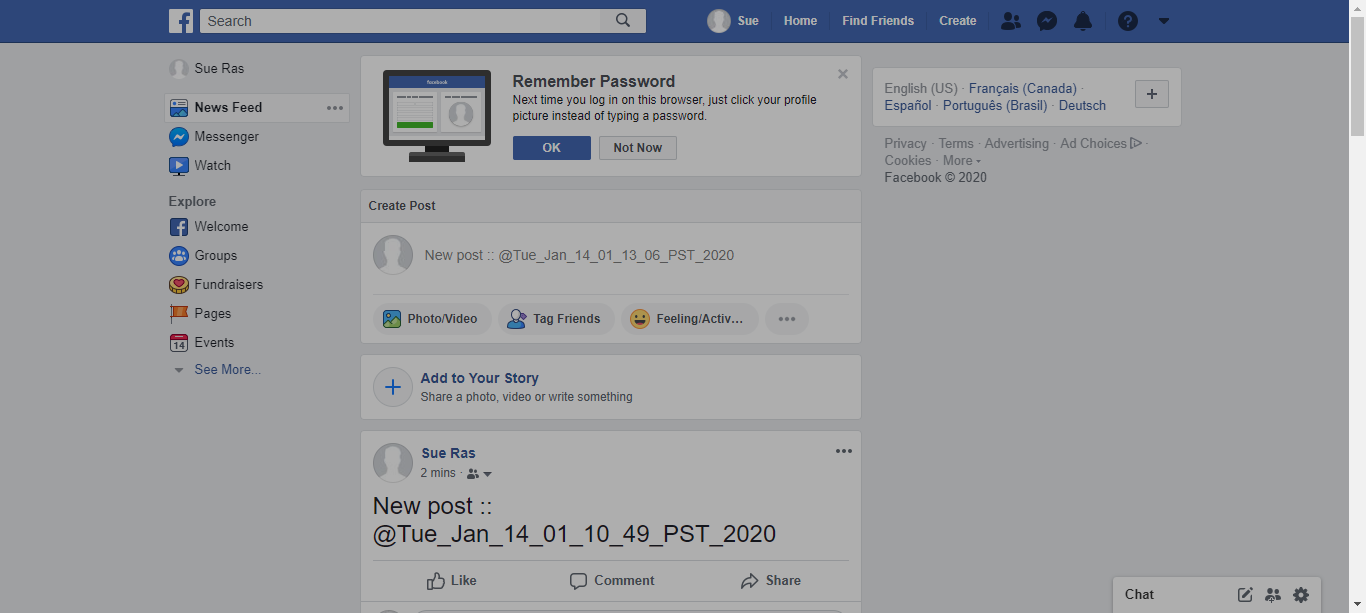 Search
Sue
Home
Find Friends
Create
Sue Ras
News Feed
Messenger
Watch
Explore
Welcome
Groups
Fundraisers
Pages
14
Events
See More...
facebook
Remember Password
Next time you log in on this browser, just click your profile
picture instead of typing a password.
OK
Not Now
Create Post
New post :: @Tue_Jan_14_01_13_06_PST_2020
Photo/Video
Tag Friends
Feeling/Activ...
Add to Your Story
Share a photo, video or write something
Sue Ras
2 mins ·
New post ::
@Tue_Jan_14_01_10_49_PST_2020
Like
Comment
Share
English (US) · Français (Canada) ·
Español · Português (Brasil) · Deutsch
Privacy · Terms · Advertising · Ad Choices ·
Cookies · More
Facebook © 2020
Chat